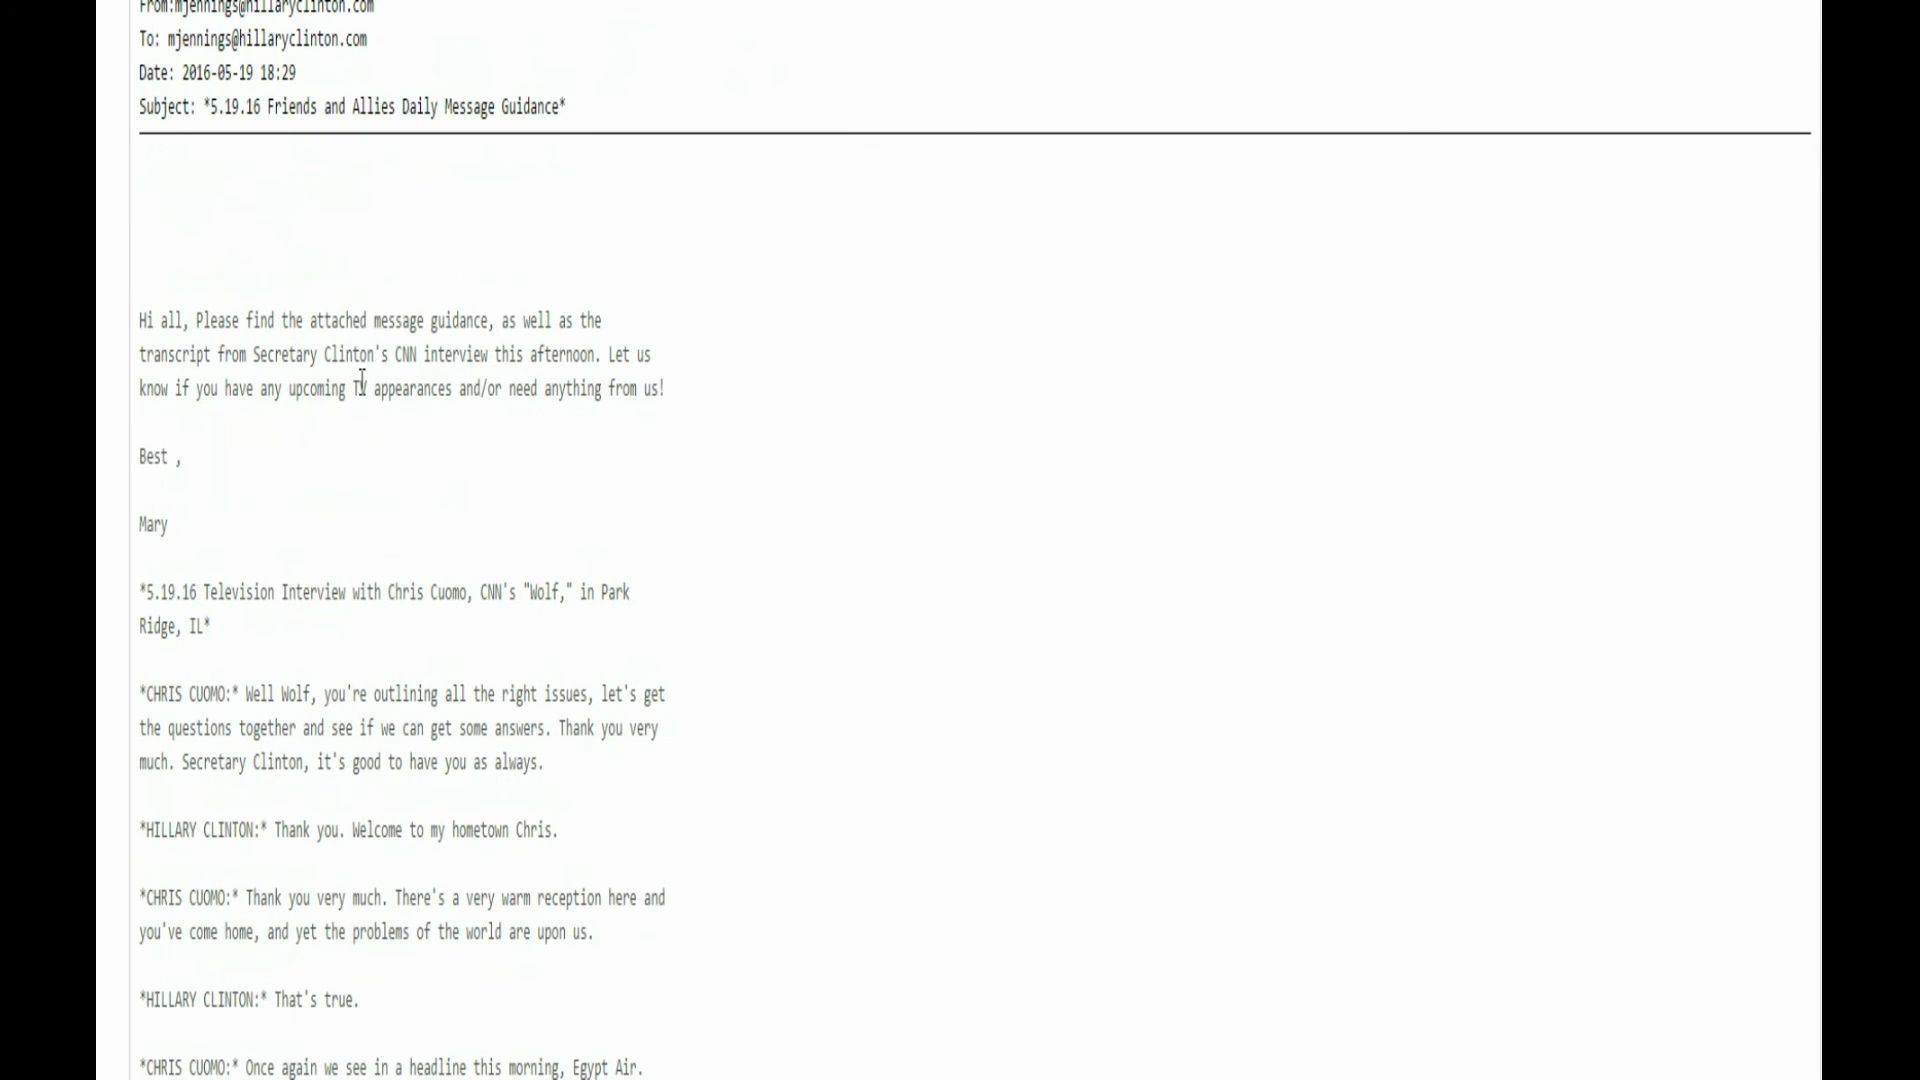 From:mjennings@hillaryclinton.com
To: mjennings@hillaryclinton.com
Date: 2016-05-19 18:29
Subject: *5.19.16 Friends and Allies Daily Message Guidance*
Hi all, Please find the attached message guidance, as well as the
transcript from Secretary Clinton's CNN interview this afternoon. Let us
know if you have any upcoming TV appearances and/or need anything from us!
Best ,
Mary
*5.19.16 Television Interview with Chris Cuomo, CNN's "Wolf," in Park
Ridge, IL*
*CHRIS CUOMO:* Well Wolf, you're outlining all the right issues, let's get
the questions together and see if we can get some answers. Thank you very
much. Secretary Clinton, it's good to have you as always.
*HILLARY CLINTON:* Thank you. Welcome to my hometown Chris.
*CHRIS CUOMO:* Thank you very much. There's a very warm reception here and
you've come home, and yet the problems of the world are upon us.
*HILLARY CLINTON:* That's true.
*CHRIS CUOMO:* Once again we see in a headline this morning, Egypt Air.